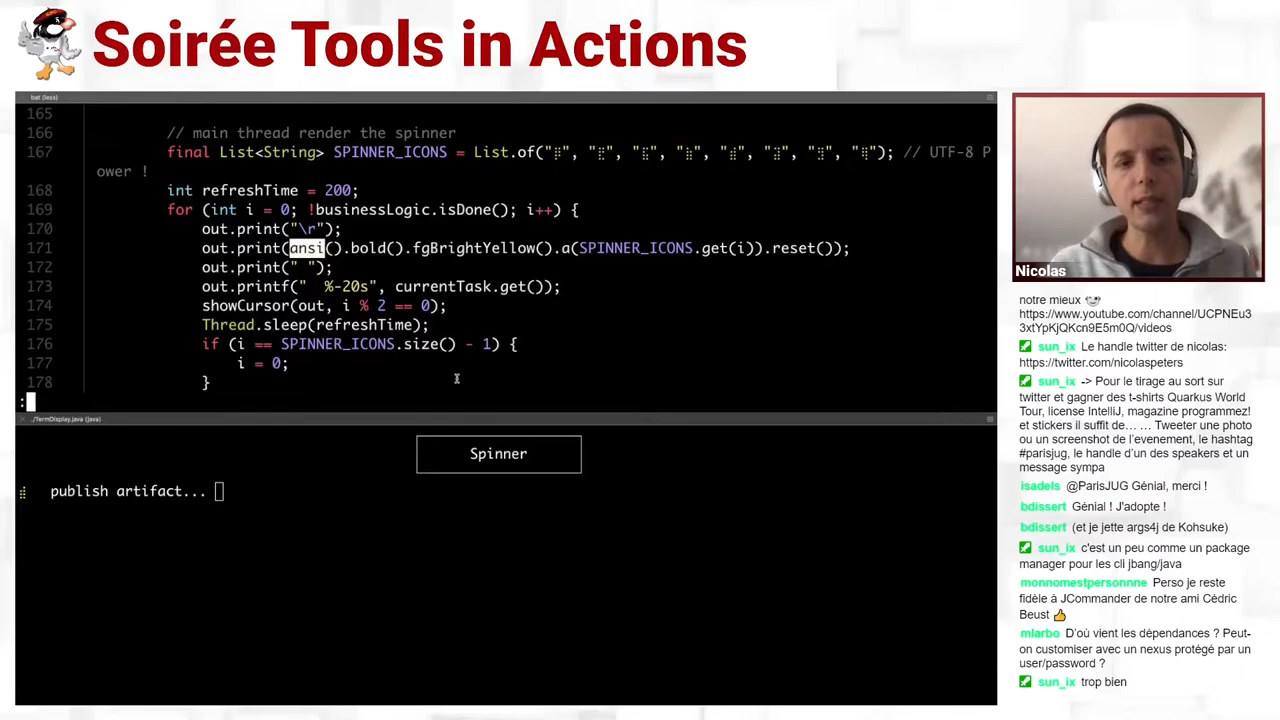 Soirée Tools in Actions
bat (less)
165
166 // main thread render the spinner
167 final List<String> SPINNER_ICONS = List.of("⡿", "⣟", "⣯", "⣷", "⣾", "⣽", "⣻", "⢿"); // UTF-8 P
ower !
168 int refreshTime = 200;
169 for (int i = 0; !businessLogic.isDone(); i++) {
170 out.print("\r");
171 out.print(ansi().bold().fgBrightYellow().a(SPINNER_ICONS.get(i)).reset());
172 out.print(" ");
173 out.printf("  %-20s", currentTask.get());
174 showCursor(out, i % 2 == 0);
175 Thread.sleep(refreshTime);
176 if (i == SPINNER_ICONS.size() - 1) {
177 i = 0;
178 }
:
./TermDisplay.java (java)
Spinner
publish artifact...
Nicolas
notre mieux
https://www.youtube.com/channel/UCPNEu3
3xtYpKjQKcn9E5m0Q/videos
sun_ix Le handle twitter de nicolas:
https://twitter.com/nicolaspeters
sun_ix -> Pour le tirage au sort sur
twitter et gagner des t-shirts Quarkus World
Tour, license IntelliJ, magazine programmez!
et stickers il suffit de… … Tweeter une photo
ou un screenshot de l'evenement, le hashtag
#parisjug, le handle d'un des speakers et un
message sympa
isadels @ParisJUG Génial, merci !
bdissert Génial ! J'adopte !
bdissert (et je jette args4j de Kohsuke)
sun_ix c'est un peu comme un package
manager pour les cli jbang/java
monnomestpersonnne Perso je reste
fidèle à JCommander de notre ami Cédric
Beust 👍
mlarbo D'où vient les dépendances ? Peut-
on customiser avec un nexus protégé par un
user/password ?
sun_ix trop bien